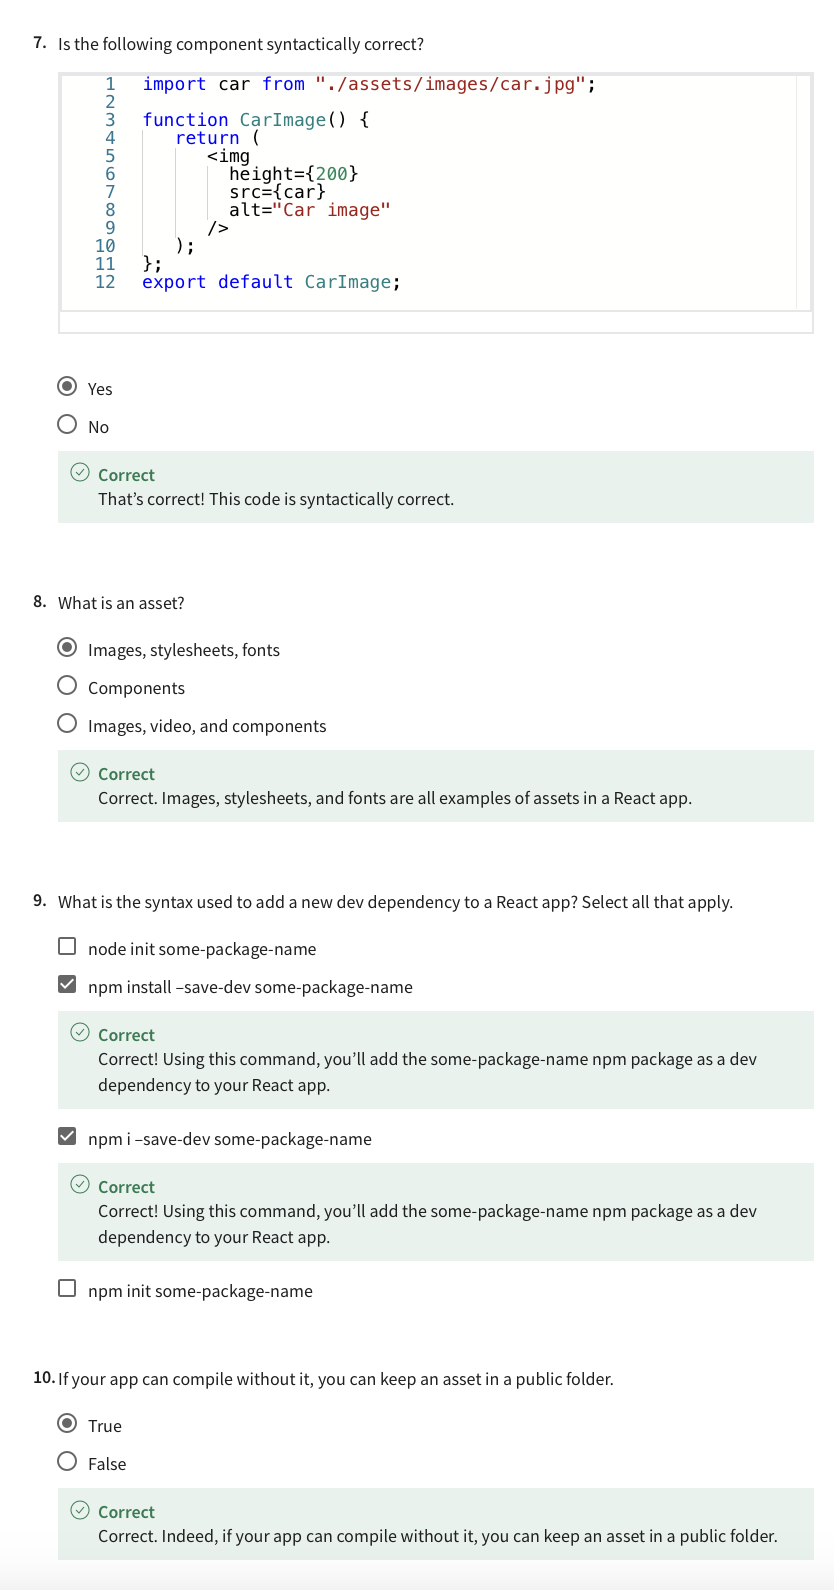 7. Is the following component syntactically correct?
1 import car from "./assets/images/car.jpg";
2
3 function CarImage() {
4 return (
5 <img
6 height={200}
7 src={car}
8 alt="Car image"
9 />
10 );
11 };
12 export default CarImage;
Yes
No
Correct
That’s correct! This code is syntactically correct.
8. What is an asset?
Images, stylesheets, fonts
Components
Images, video, and components
Correct
Correct. Images, stylesheets, and fonts are all examples of assets in a React app.
9. What is the syntax used to add a new dev dependency to a React app? Select all that apply.
node init some-package-name
npm install –save-dev some-package-name
Correct
Correct! Using this command, you’ll add the some-package-name npm package as a dev
dependency to your React app.
npm i –save-dev some-package-name
Correct
Correct! Using this command, you’ll add the some-package-name npm package as a dev
dependency to your React app.
npm init some-package-name
10. If your app can compile without it, you can keep an asset in a public folder.
True
False
Correct
Correct. Indeed, if your app can compile without it, you can keep an asset in a public folder.